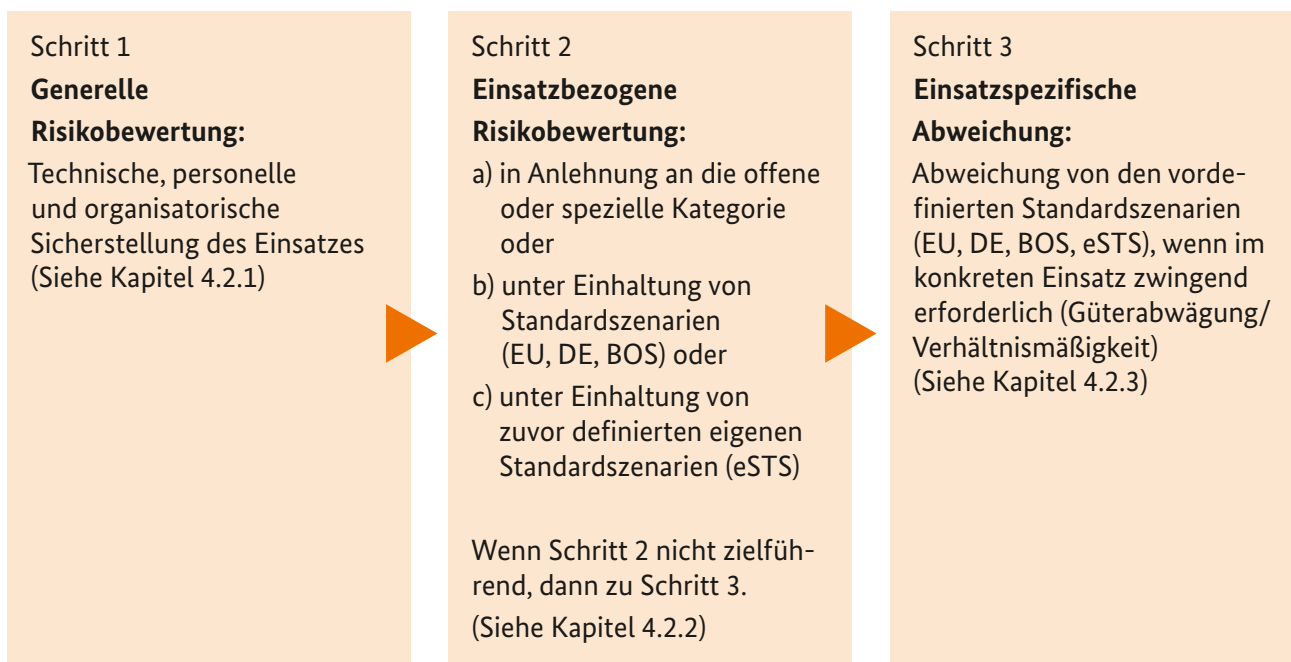 Schritt 1
Generelle
Risikobewertung:
Technische, personelle
und organisatorische
Sicherstellung des Einsatzes
(Siehe Kapitel 4.2.1)
Schritt 2
Einsatzbezogene
Risikobewertung:
a) in Anlehnung an die offene
oder spezielle Kategorie
oder
b) unter Einhaltung von
Standardszenarien
(EU, DE, BOS) oder
c) unter Einhaltung von
zuvor definierten eigenen
Standardszenarien (eSTS)
Wenn Schritt 2 nicht zielfüh-
rend, dann zu Schritt 3.
(Siehe Kapitel 4.2.2)
Schritt 3
Einsatzspezifische
Abweichung:
Abweichung von den vorde-
finierten Standardszenarien
(EU, DE, BOS, eSTS), wenn im
konkreten Einsatz zwingend
erforderlich (Güterabwägung/
Verhältnismäßigkeit)
(Siehe Kapitel 4.2.3)